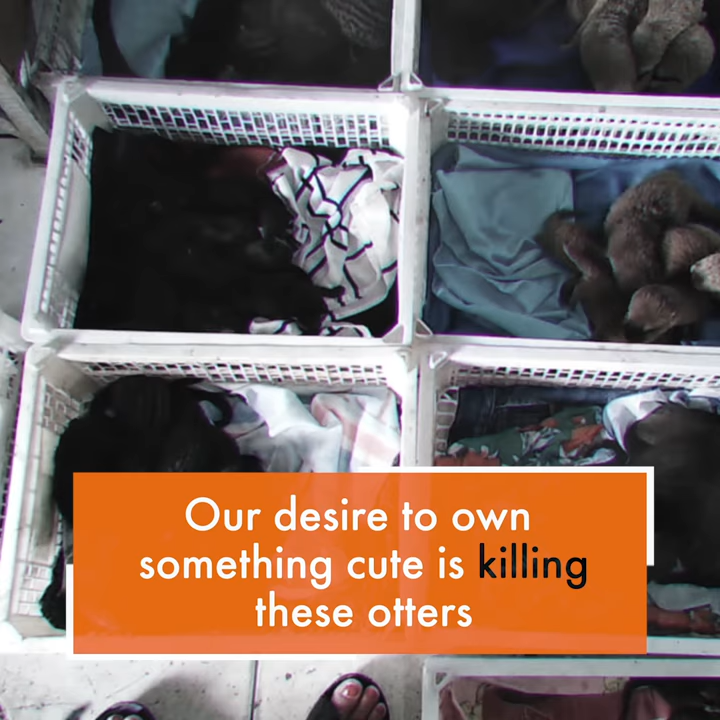 Our desire to own
something cute is killing
these otters